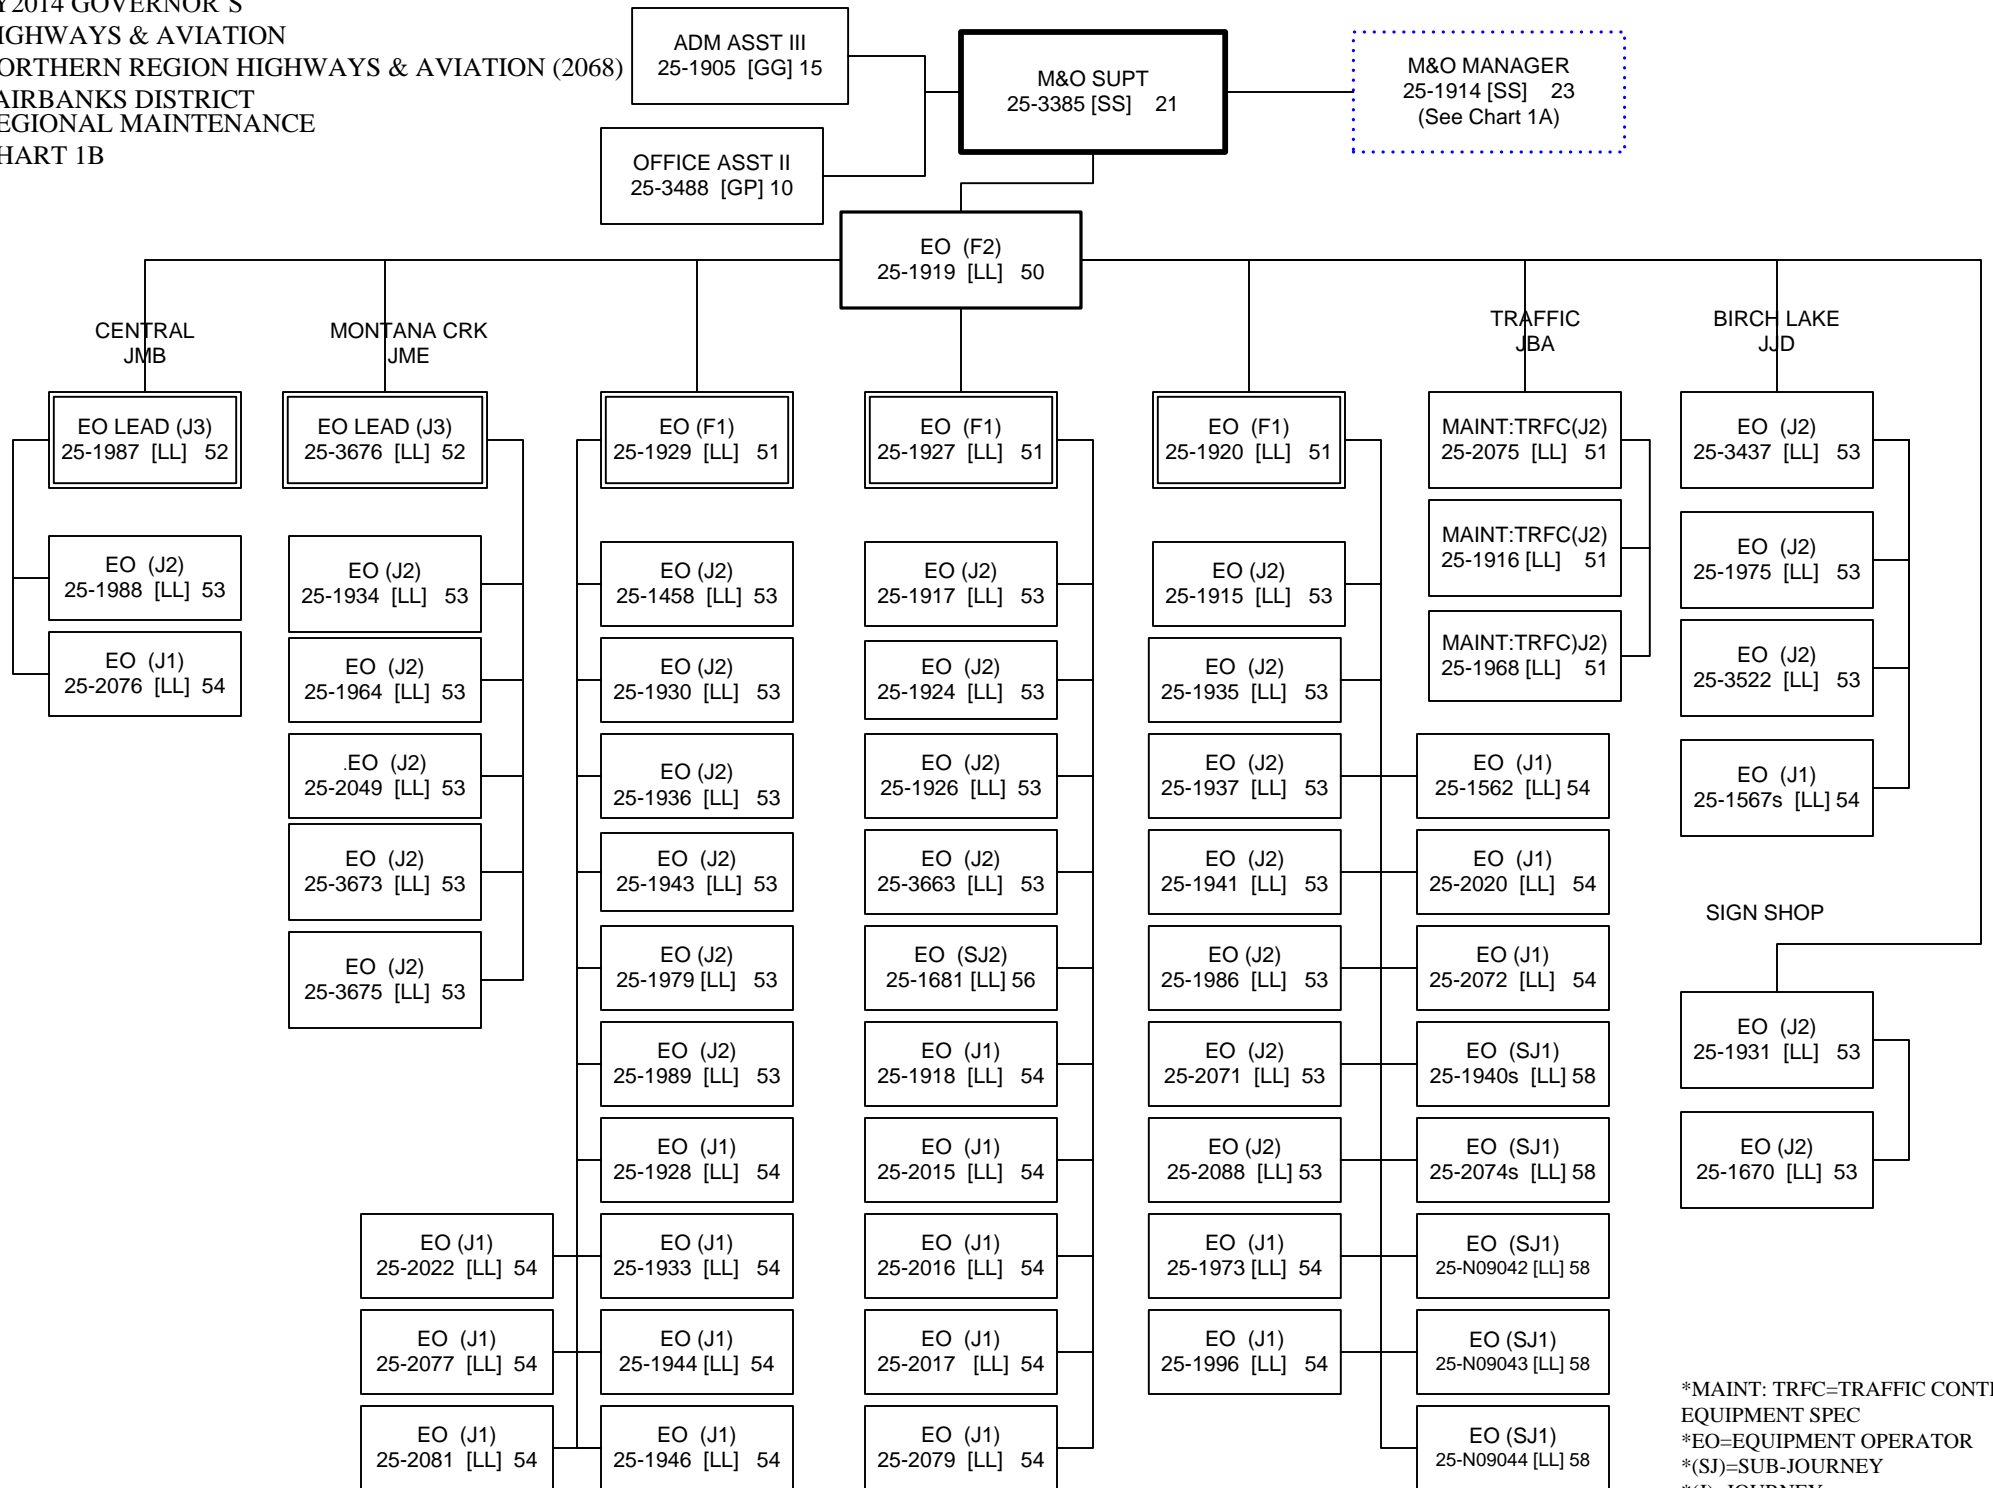 Y2014 GOVERNOR'S
IGHWAYS & AVIATION
ORTHERN REGION HIGHWAYS & AVIATION (2068)
AIRBANKS DISTRICT
EGIONAL MAINTENANCE
HART 1B
ADM ASST III
25-1905 [GG] 15
OFFICE ASST II
25-3488 [GP] 10
M&O SUPT
25-3385 [SS] 21
M&O MANAGER
25-1914 [SS] 23
(See Chart 1A)
EO (F2)
25-1919 [LL] 50
CENTRAL
JMB
EO LEAD (J3)
25-1987 [LL] 52
EO (J2)
25-1988 [LL] 53
EO (J1)
25-2076 [LL] 54
MONTANA CRK
JME
EO LEAD (J3)
25-3676 [LL] 52
EO (J2)
25-1934 [LL] 53
EO (J2)
25-1964 [LL] 53
.EO (J2)
25-2049 [LL] 53
EO (J2)
25-3673 [LL] 53
EO (J2)
25-3675 [LL] 53
EO (F1)
25-1929 [LL] 51
EO (J2)
25-1458 [LL] 53
EO (J2)
25-1930 [LL] 53
EO (J2)
25-1936 [LL] 53
EO (J2)
25-1943 [LL] 53
EO (J2)
25-1979 [LL] 53
EO (J2)
25-1989 [LL] 53
EO (J1)
25-1928 [LL] 54
EO (J1)
25-2022 [LL] 54
EO (J1)
25-1933 [LL] 54
EO (J1)
25-2077 [LL] 54
EO (J1)
25-1944 [LL] 54
EO (J1)
25-2081 [LL] 54
EO (J1)
25-1946 [LL] 54
EO (F1)
25-1927 [LL] 51
EO (J2)
25-1917 [LL] 53
EO (J2)
25-1924 [LL] 53
EO (J2)
25-1926 [LL] 53
EO (J2)
25-3663 [LL] 53
EO (SJ2)
25-1681 [LL] 56
EO (J1)
25-1918 [LL] 54
EO (J1)
25-2015 [LL] 54
EO (J1)
25-2016 [LL] 54
EO (J1)
25-2017 [LL] 54
EO (J1)
25-2079 [LL] 54
EO (F1)
25-1920 [LL] 51
EO (J2)
25-1915 [LL] 53
EO (J2)
25-1935 [LL] 53
EO (J2)
25-1937 [LL] 53
EO (J2)
25-1941 [LL] 53
EO (J2)
25-1986 [LL] 53
EO (J2)
25-2071 [LL] 53
EO (J2)
25-2088 [LL] 53
EO (J1)
25-1973 [LL] 54
EO (J1)
25-1996 [LL] 54
EO (J1)
25-1562 [LL] 54
EO (J1)
25-2020 [LL] 54
EO (J1)
25-2072 [LL] 54
EO (SJ1)
25-1940s [LL] 58
EO (SJ1)
25-2074s [LL] 58
EO (SJ1)
25-N09042 [LL] 58
EO (SJ1)
25-N09043 [LL] 58
EO (SJ1)
25-N09044 [LL] 58
TRAFFIC
JBA
MAINT:TRFC(J2)
25-2075 [LL] 51
MAINT:TRFC(J2)
25-1916 [LL] 51
MAINT:TRFC)J2)
25-1968 [LL] 51
BIRCH LAKE
JJD
EO (J2)
25-3437 [LL] 53
EO (J2)
25-1975 [LL] 53
EO (J2)
25-3522 [LL] 53
EO (J1)
25-1567s [LL] 54
SIGN SHOP
EO (J2)
25-1931 [LL] 53
EO (J2)
25-1670 [LL] 53
*MAINT: TRFC=TRAFFIC CONT
EQUIPMENT SPEC
*EO=EQUIPMENT OPERATOR
*(SJ)=SUB-JOURNEY